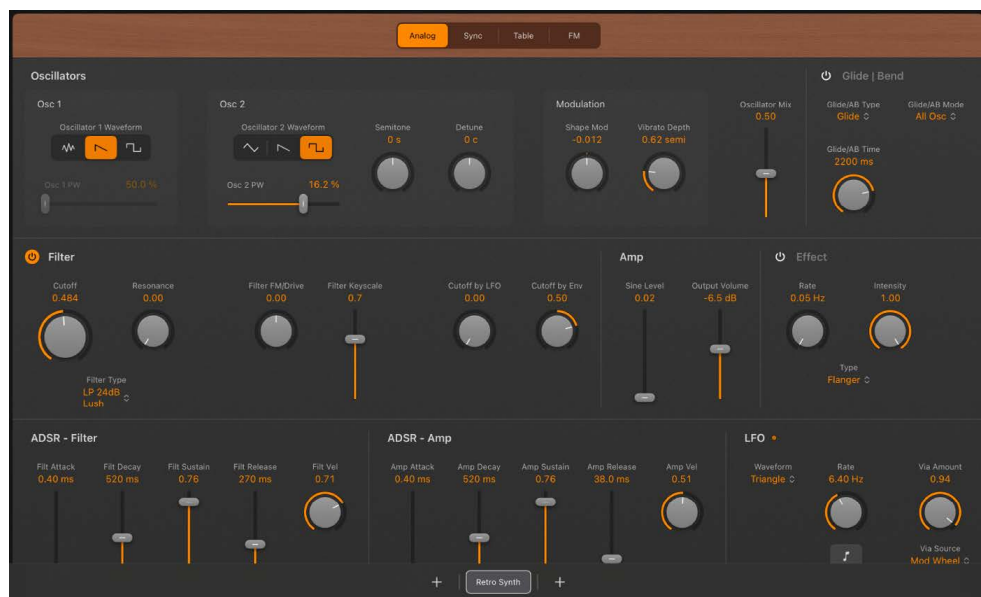 Analog Sync Table FM
Oscillators
Glide | Bend
Osc 1
Osc 2
Modulation
Oscillator Mix
0.50
Glide/AB Type
Glide
Glide/AB Mode
All Osc
Oscillator 1 Waveform
Oscillator 2 Waveform
Semitone
0 s
Detune
0 c
Shape Mod
-0.012
Vibrato Depth
0.62 semi
Glide/AB Time
2200 ms
Osc 1 PW 50.0 %
Osc 2 PW 16.2 %
Filter
Amp
Effect
Cutoff
0.484
Resonance
0.00
Filter FM/Drive
0.00
Filter Keyscale
0.7
Cutoff by LFO
0.00
Cutoff by Env
0.50
Sine Level
0.02
Output Volume
-6.5 dB
Rate
0.05 Hz
Intensity
1.00
Filter Type
LP 24dB
Lush
Type
Flanger
ADSR - Filter
ADSR - Amp
LFO
Filt Attack
0.40 ms
Filt Decay
520 ms
Filt Sustain
0.76
Filt Release
270 ms
Filt Vel
0.71
Amp Attack
0.40 ms
Amp Decay
520 ms
Amp Sustain
0.76
Amp Release
38.0 ms
Amp Vel
0.51
Waveform
Triangle
Rate
6.40 Hz
Via Amount
0.94
Via Source
Mod Wheel
Retro Synth